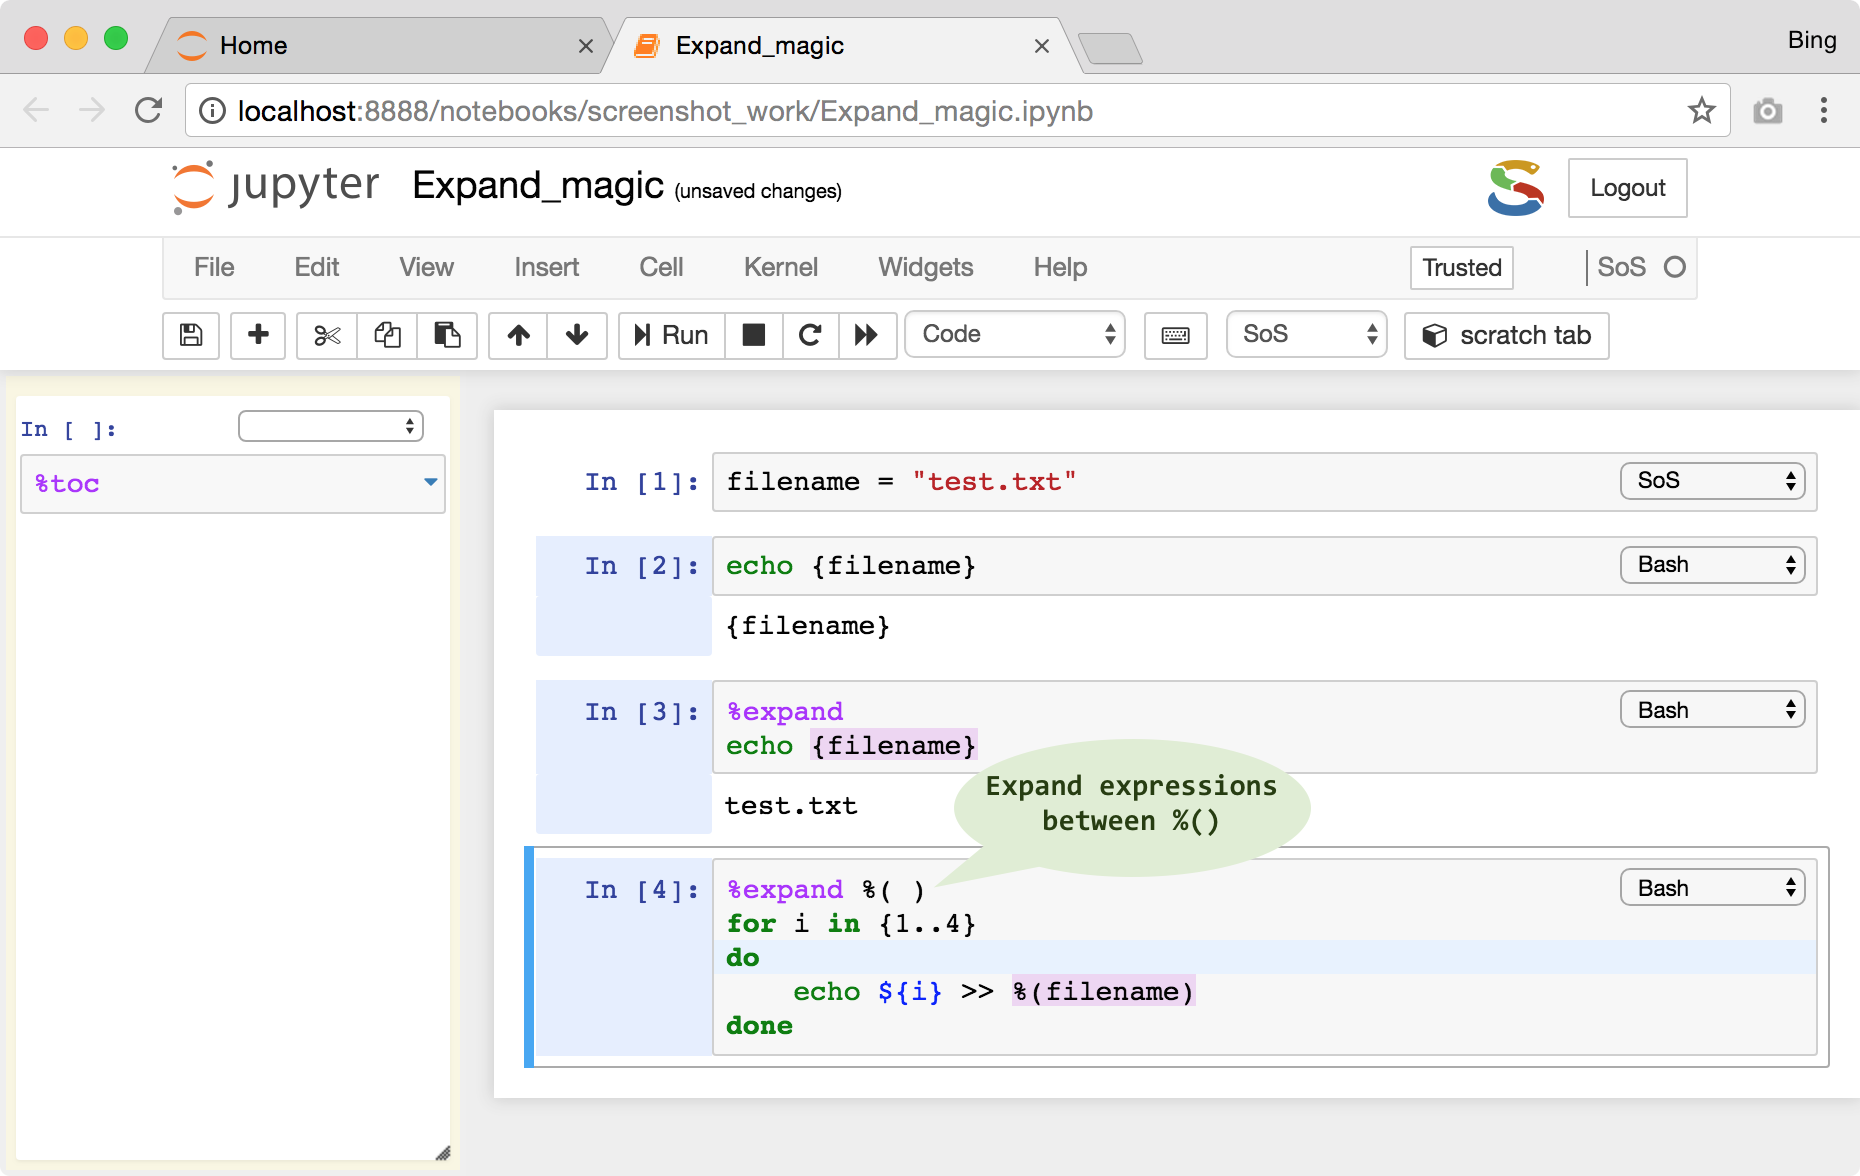 Home
Expand_magic
Bing
localhost:8888/notebooks/screenshot_work/Expand_magic.ipynb
jupyter Expand_magic (unsaved changes)
Logout
File Edit View Insert Cell Kernel Widgets Help
Trusted
SoS
Run
Code
SoS
scratch tab
In [ ]:
%toc
In [1]:
filename = "test.txt"
SoS
In [2]:
echo {filename}
Bash
{filename}
In [3]:
%expand
Bash
echo {filename}
test.txt
Expand expressions
between %()
In [4]:
%expand %( )
Bash
for i in {1..4}
do
    echo ${i} >> %(filename)
done